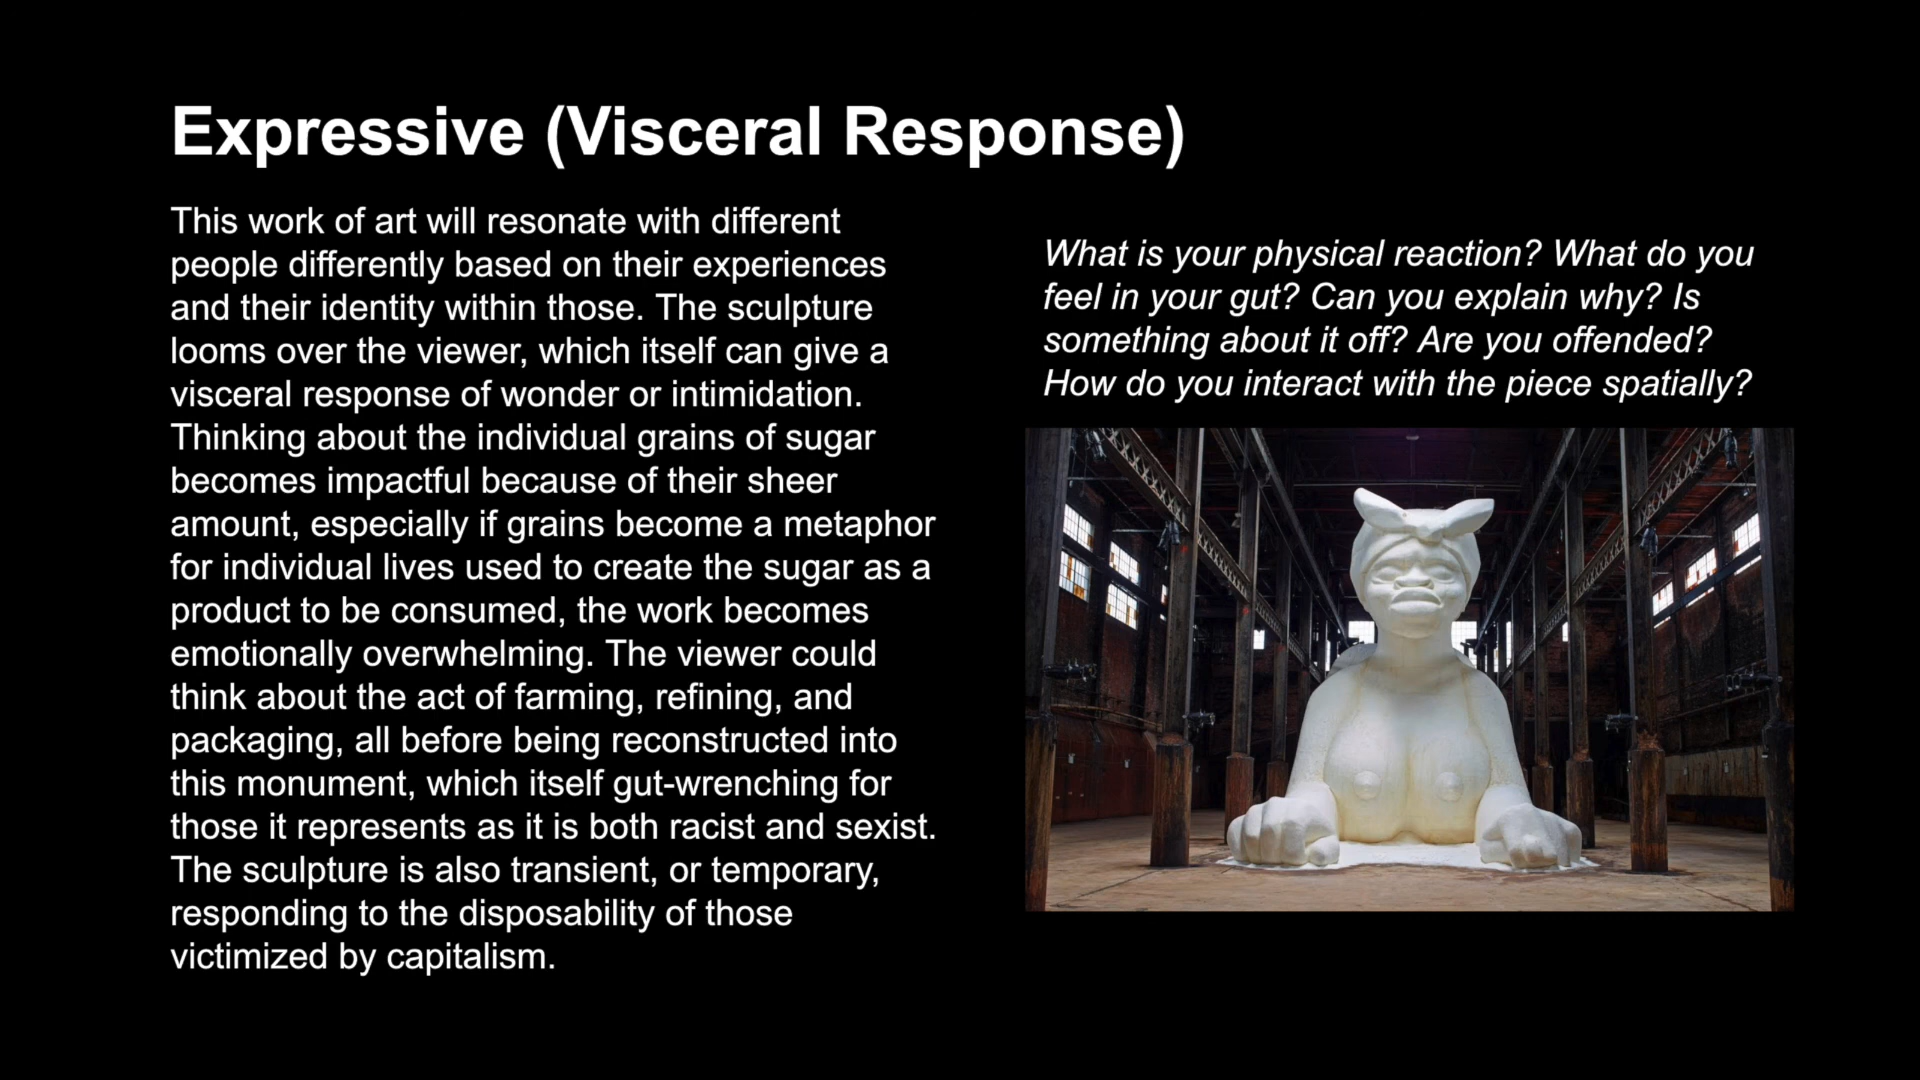 Expressive (Visceral Response)
This work of art will resonate with different
people differently based on their experiences
and their identity within those. The sculpture
looms over the viewer, which itself can give a
visceral response of wonder or intimidation.
Thinking about the individual grains of sugar
becomes impactful because of their sheer
amount, especially if grains become a metaphor
for individual lives used to create the sugar as a
product to be consumed, the work becomes
emotionally overwhelming. The viewer could
think about the act of farming, refining, and
packaging, all before being reconstructed into
this monument, which itself gut-wrenching for
those it represents as it is both racist and sexist.
The sculpture is also transient, or temporary,
responding to the disposability of those
victimized by capitalism.
What is your physical reaction? What do you
feel in your gut? Can you explain why? Is
something about it off? Are you offended?
How do you interact with the piece spatially?